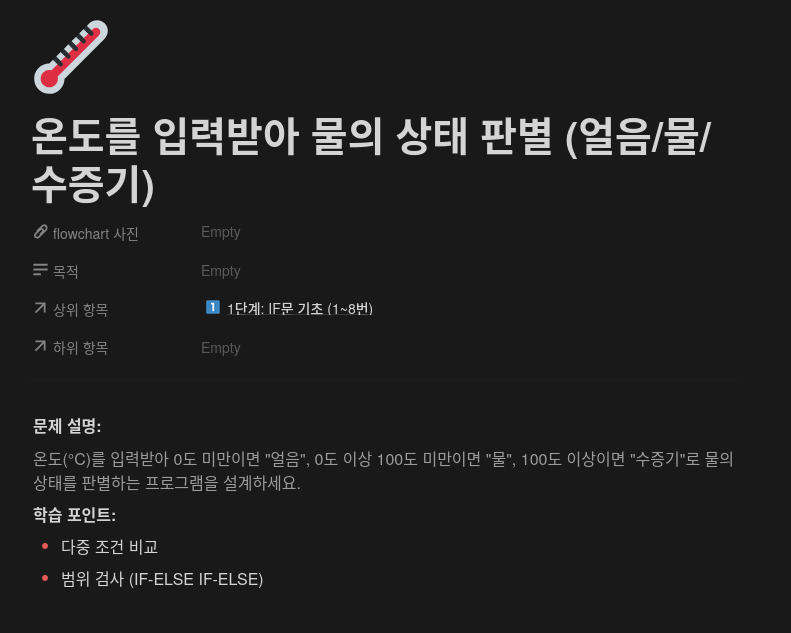 온도를 입력받아 물의 상태 판별 (얼음/물/
수증기)
flowchart 사진 Empty
목적 Empty
상위 항목 1 1단계: IF문 기초 (1~8번)
하위 항목 Empty
문제 설명:
온도(°C)를 입력받아 0도 미만이면 "얼음", 0도 이상 100도 미만이면 "물", 100도 이상이면 "수증기"로 물의
상태를 판별하는 프로그램을 설계하세요.
학습 포인트:
• 다중 조건 비교
• 범위 검사 (IF-ELSE IF-ELSE)